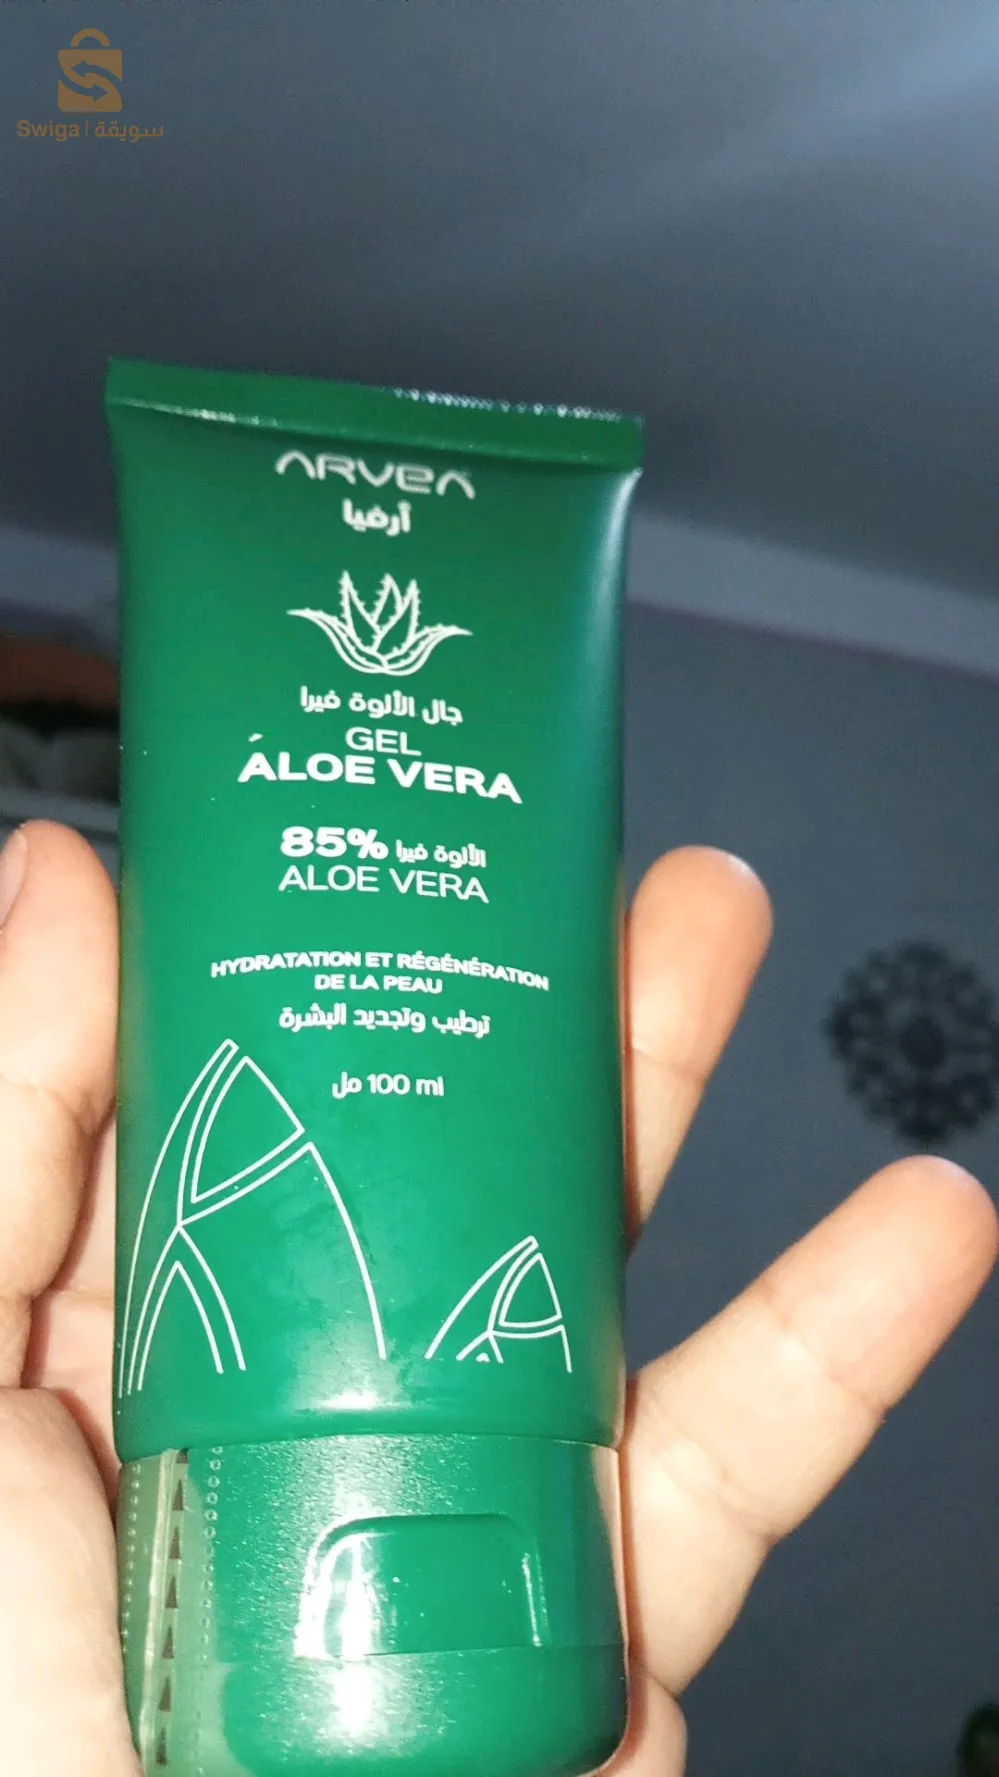 Swiga | سويقة
ARVEA
أرفيا
جال الألوة فيرا
GEL
ALOE VERA
85% الألوة فيرا
ALOE VERA
HYDRATATION ET RÉGÉNÉRATION
DE LA PEAU
ترطيب وتجديد البشرة
100 ml مل